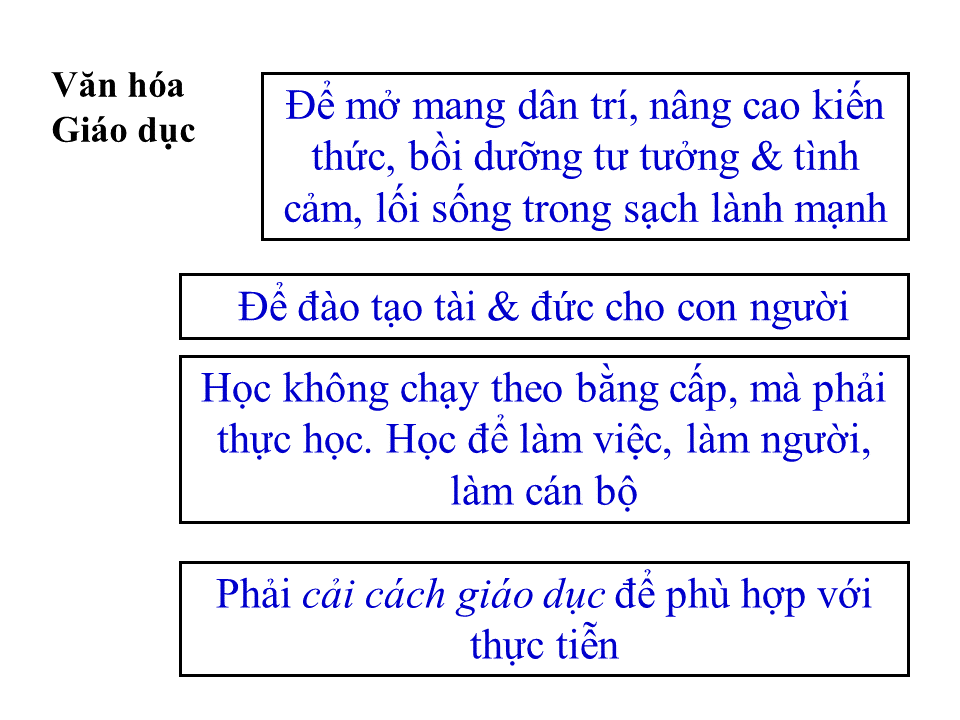 Văn hóa
Giáo dục
Để mở mang dân trí, nâng cao kiến
thức, bồi dưỡng tư tưởng & tình
cảm, lối sống trong sạch lành mạnh
Để đào tạo tài & đức cho con người
Học không chạy theo bằng cấp, mà phải
thực học. Học để làm việc, làm người,
làm cán bộ
Phải cải cách giáo dục để phù hợp với
thực tiễn